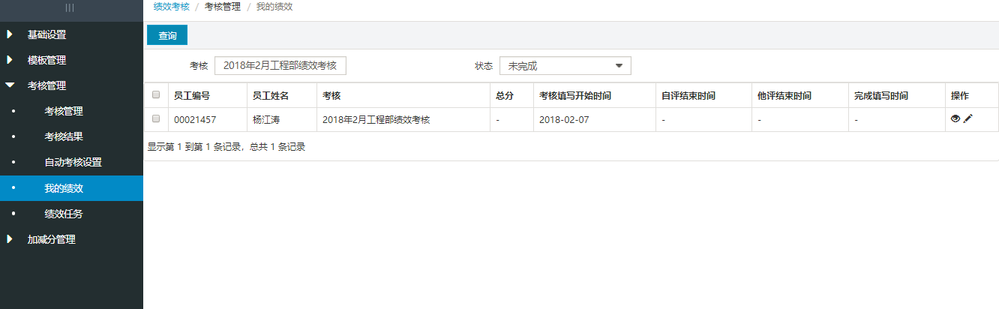 绩效考核 / 考核管理 / 我的绩效
基础设置
模板管理
考核管理
考核管理
考核结果
自动考核设置
我的绩效
绩效任务
加减分管理
查询
考核 2018年2月工程部绩效考核 状态 未完成
员工编号 员工姓名 考核 总分 考核填写开始时间 自评结束时间 他评结束时间 完成填写时间 操作
00021457 杨江涛 2018年2月工程部绩效考核 - 2018-02-07 - - -
显示第 1 到第 1 条记录，总共 1 条记录